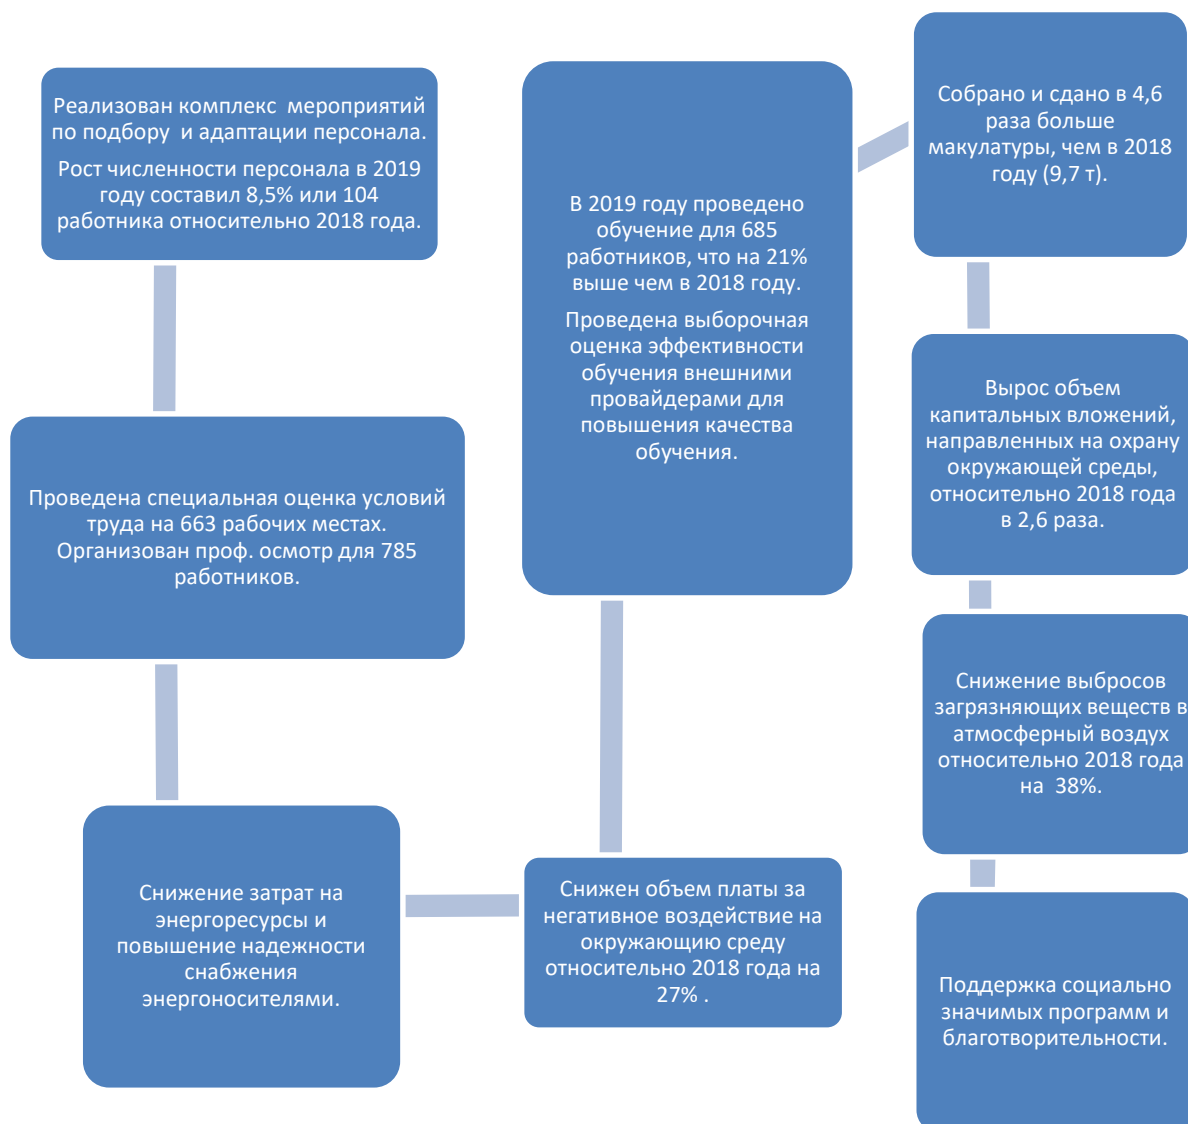 Реализован комплекс мероприятий
по подбору и адаптации персонала.
Рост численности персонала в 2019
году составил 8,5% или 104
работника относительно 2018 года.
Проведена специальная оценка условий
труда на 663 рабочих местах.
Организован проф. осмотр для 785
работников.
Снижение затрат на
энергоресурсы и
повышение надежности
снабжения
энергоносителями.
Снижен объем платы за
негативное воздействие на
окружающию среду
относительно 2018 года на
27% .
В 2019 году проведено
обучение для 685
работников, что на 21%
выше чем в 2018 году.
Проведена выборочная
оценка эффективности
обучения внешними
провайдерами для
повышения качества
обучения.
Собрано и сдано в 4,6
раза больше
макулатуры, чем в 2018
году (9,7 т).
Вырос объем
капитальных вложений,
направленных на охрану
окружающей среды,
относительно 2018 года
в 2,6 раза.
Снижение выбросов
загрязняющих веществ в
атмосферный воздух
относительно 2018 года
на 38%.
Поддержка социально
значимых программ и
благотворительности.